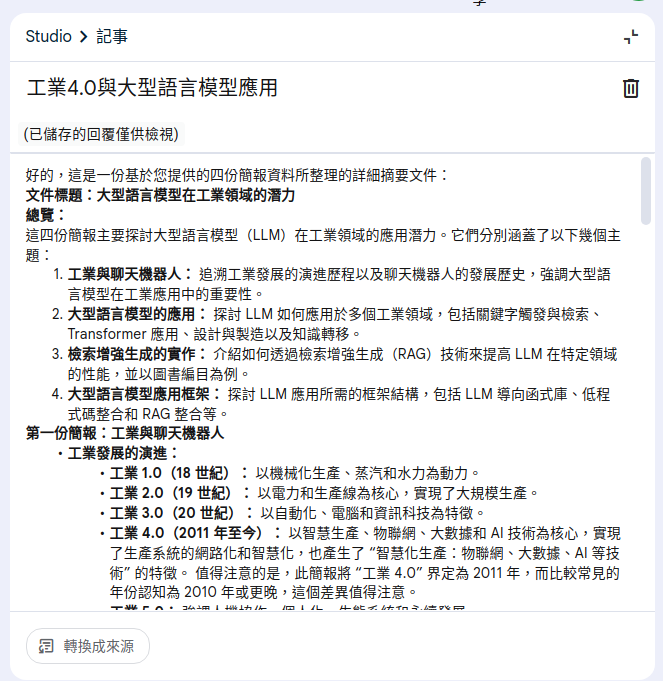 Studio > 記事
工業4.0與大型語言模型應用
(已儲存的回覆僅供檢視)
好的，這是一份基於您提供的四份簡報資料所整理的詳細摘要文件：
文件標題：大型語言模型在工業領域的潛力
總覽：
這四份簡報主要探討大型語言模型（LLM）在工業領域的應用潛力。它們分別涵蓋了以下幾個主
題：
1. 工業與聊天機器人： 追溯工業發展的演進歷程以及聊天機器人的發展歷史，強調大型語
言模型在工業應用中的重要性。
2. 大型語言模型的應用： 探討 LLM 如何應用於多個工業領域，包括關鍵字觸發與檢索、
Transformer 應用、設計與製造以及知識轉移。
3. 檢索增強生成的實作： 介紹如何透過檢索增強生成（RAG）技術來提高 LLM 在特定領域
的性能，並以圖書編目為例。
4. 大型語言模型應用框架： 探討 LLM 應用所需的框架結構，包括 LLM 導向函式庫、低程
式碼整合和 RAG 整合等。
第一份簡報：工業與聊天機器人
• 工業發展的演進：
• 工業 1.0（18 世紀）： 以機械化生產、蒸汽和水力為動力。
• 工業 2.0（19 世紀）： 以電力和生產線為核心，實現了大規模生產。
• 工業 3.0（20 世紀）： 以自動化、電腦和資訊科技為特徵。
• 工業 4.0（2011 年至今）： 以智慧生產、物聯網、大數據和 AI 技術為核心，實現
了生產系統的網路化和智慧化，也產生了 “智慧化生產：物聯網、大數據、AI 等技
術” 的特徵。 值得注意的是，此簡報將 “工業 4.0” 界定為 2011 年，而比較常見的
年份認知為 2010 年或更晚，這個差異值得注意。
轉換成來源